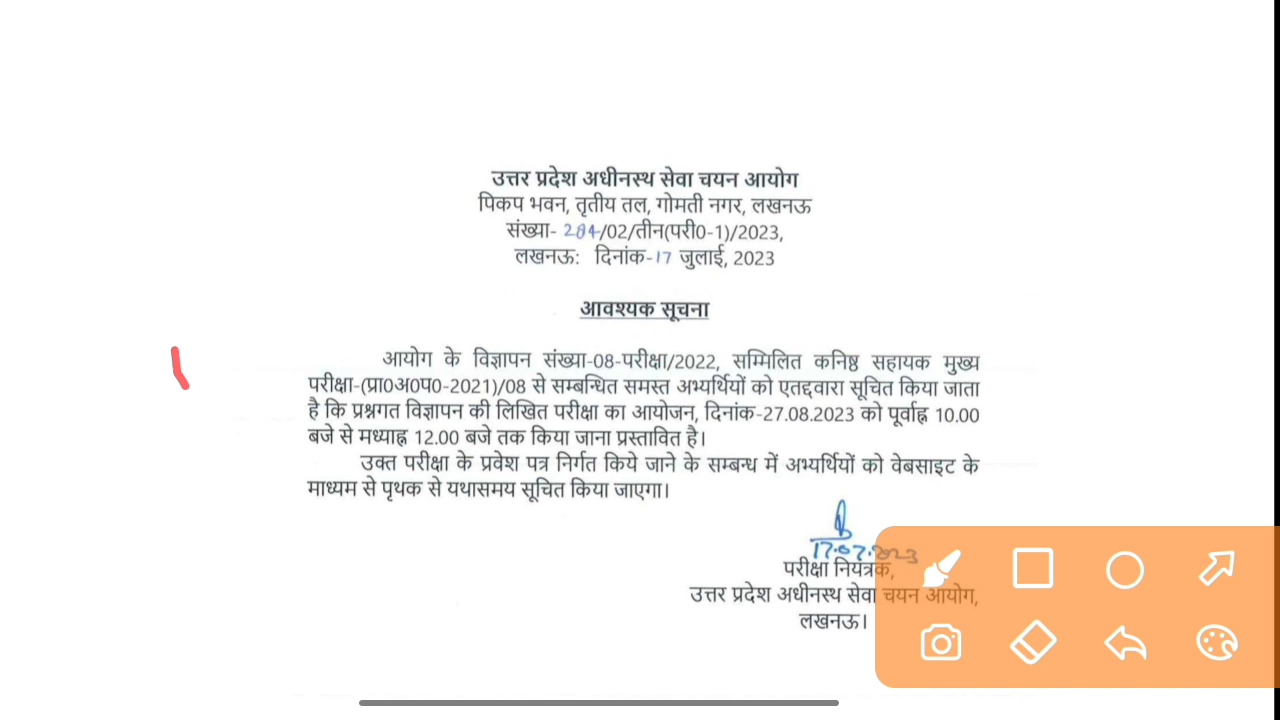 उत्तर प्रदेश अधीनस्थ सेवा चयन आयोग
पिकप भवन, तृतीय तल, गोमती नगर, लखनऊ
संख्या- 284/02/तीन(परी0-1)/2023,
लखनऊः दिनांक-17 जुलाई, 2023
आवश्यक सूचना
आयोग के विज्ञापन संख्या-08-परीक्षा/2022, सम्मिलित कनिष्ठ सहायक मुख्य
परीक्षा-(प्रा0अ0प0-2021)/08 से सम्बन्धित समस्त अभ्यर्थियों को एतद्दवारा सूचित किया जाता
है कि प्रश्नगत विज्ञापन की लिखित परीक्षा का आयोजन, दिनांक-27.08.2023 को पूर्वाह्न 10.00
बजे से मध्याह्न 12.00 बजे तक किया जाना प्रस्तावित है।
उक्त परीक्षा के प्रवेश पत्र निर्गत किये जाने के सम्बन्ध में अभ्यर्थियों को वेबसाइट के
माध्यम से पृथक से यथासमय सूचित किया जाएगा।
17.07.2023
परीक्षा नियंत्रक,
उत्तर प्रदेश अधीनस्थ सेवा चयन आयोग,
लखनऊ।